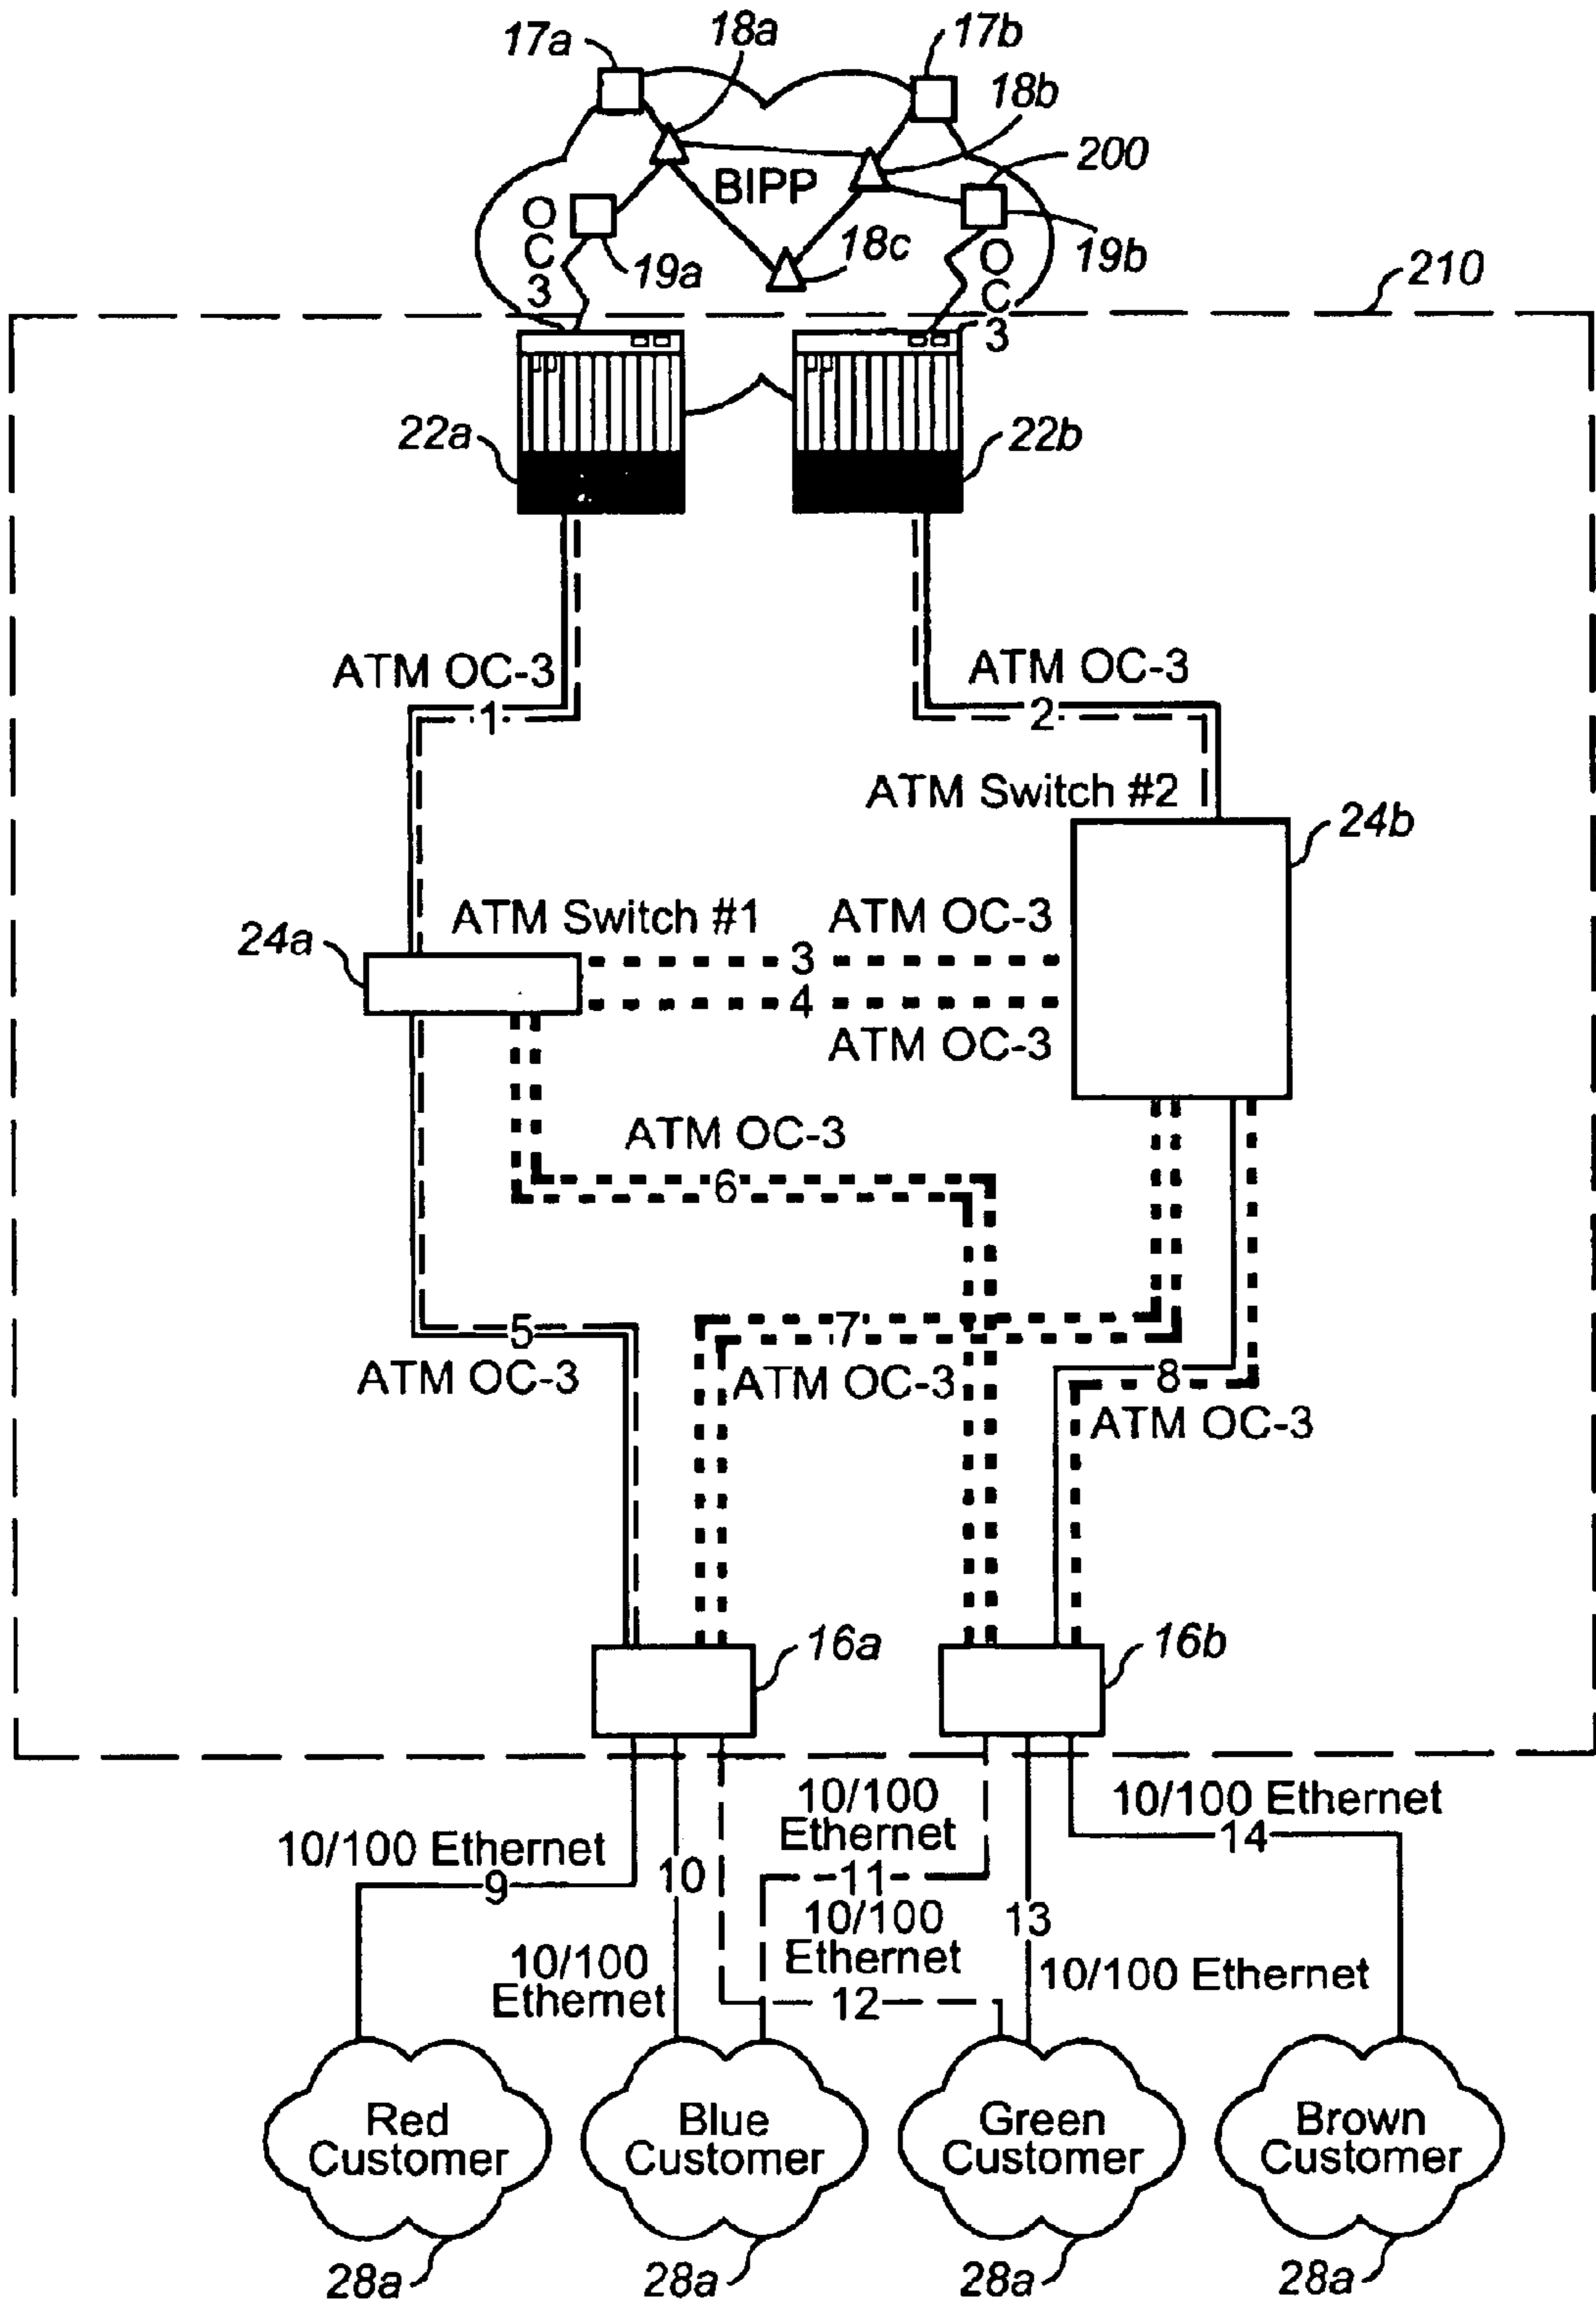 17a
18a
17b
18b
200
BIPP
O
C
3
19a
18c
19b
O
C
3
210
22a
22b
ATM OC-3
1
ATM OC-3
2
ATM Switch #2
24b
24a
ATM Switch #1
ATM OC-3
3
4
ATM OC-3
ATM OC-3
6
5
ATM OC-3
7
ATM OC-3
8
ATM OC-3
16a
16b
10/100 Ethernet
9
10
10/100
Ethernet
10/100
Ethernet
11
10/100
Ethernet
12
13
10/100 Ethernet
10/100 Ethernet
14
Red
Customer
Blue
Customer
Green
Customer
Brown
Customer
28a
28a
28a
28a